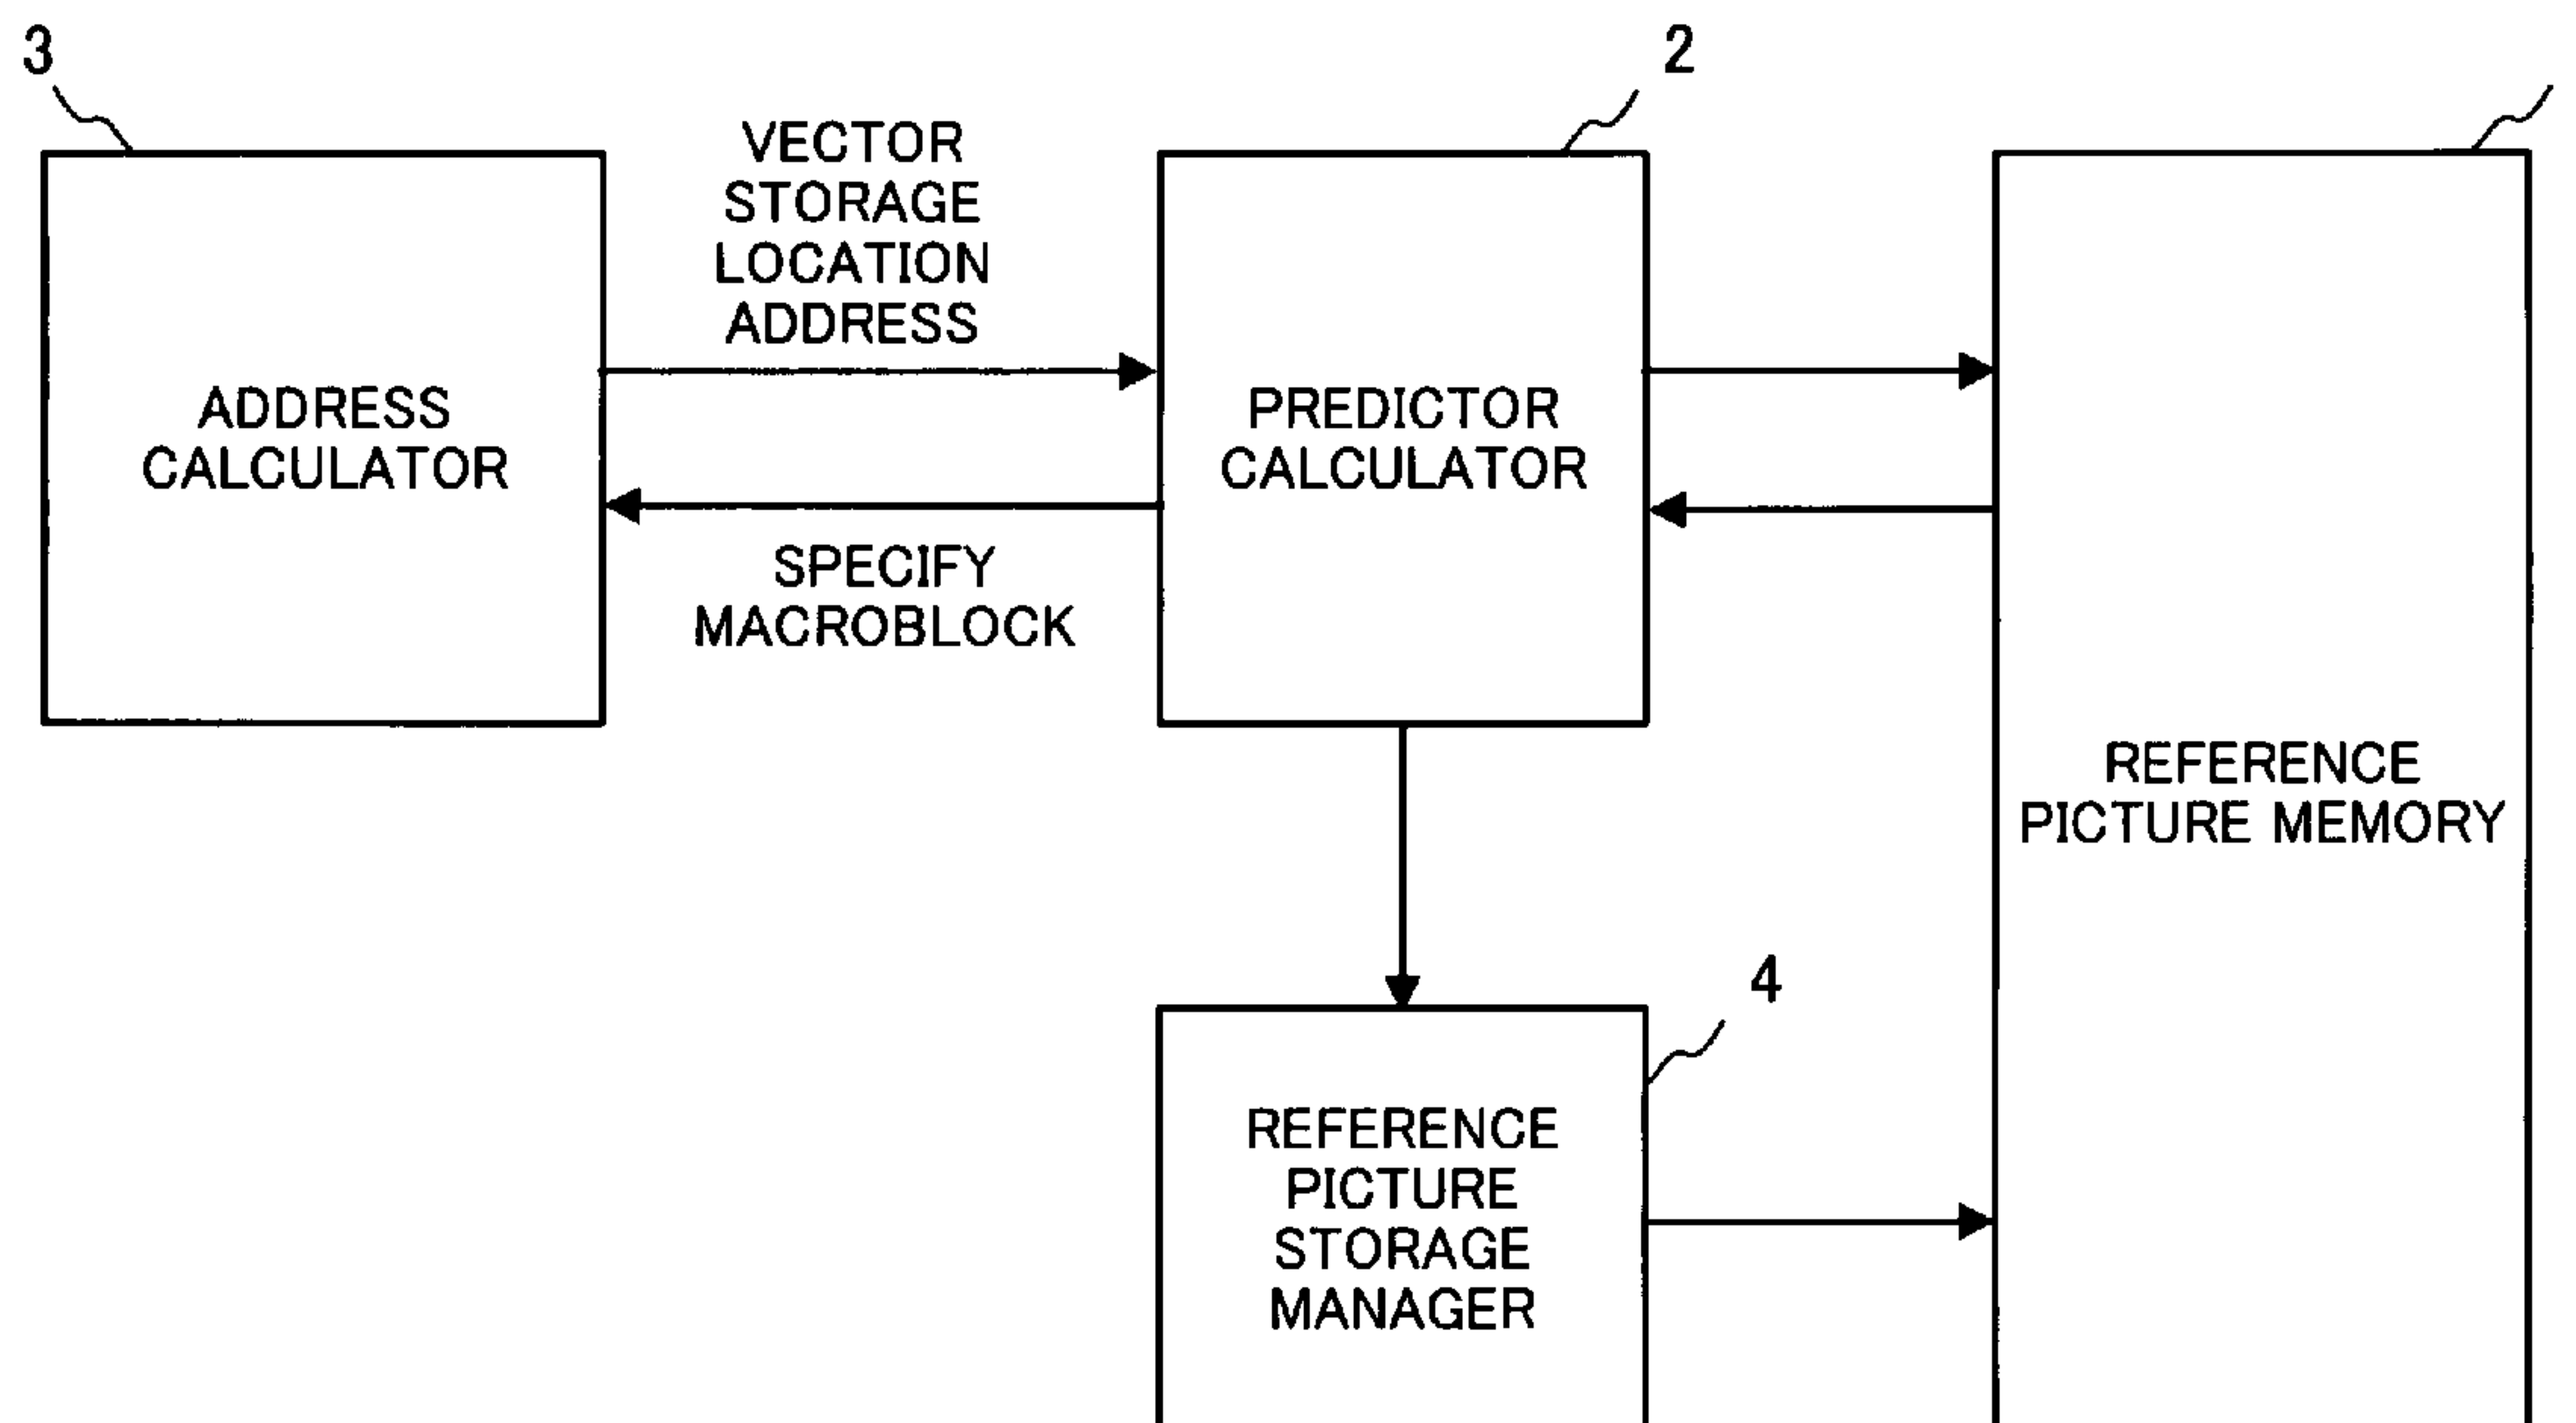 3
2
VECTOR
STORAGE
LOCATION
ADDRESS
ADDRESS
CALCULATOR
PREDICTOR
CALCULATOR
SPECIFY
MACROBLOCK
REFERENCE
PICTURE MEMORY
4
REFERENCE
PICTURE
STORAGE
MANAGER